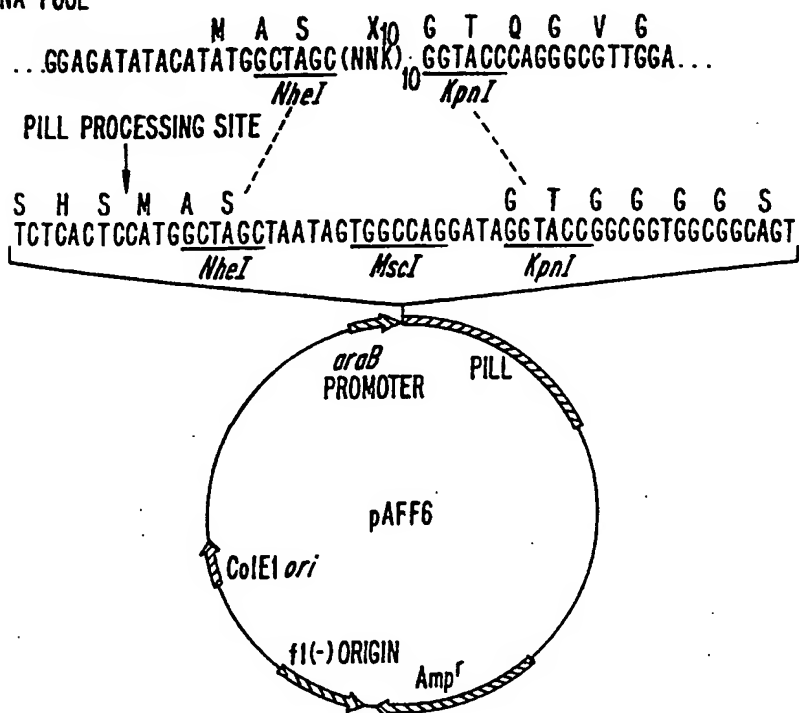 NA POOL
M A S X10 G T Q G V G
...GGAGATATACATATGGCTAGC(NNK)10GGTACCCAGGGCGTTGGA...
NheI KpnI
PILL PROCESSING SITE
S H S M A S G T G G G G S
TCTCACTCCATGGCTAGCTAATAGTGGCCAGGATAGGTACCGGCGGTGGCGGCAGT
NheI MscI KpnI
araB
PROMOTER
PILL
pAFF6
ColE1 ori
f1(-) ORIGIN
Ampr